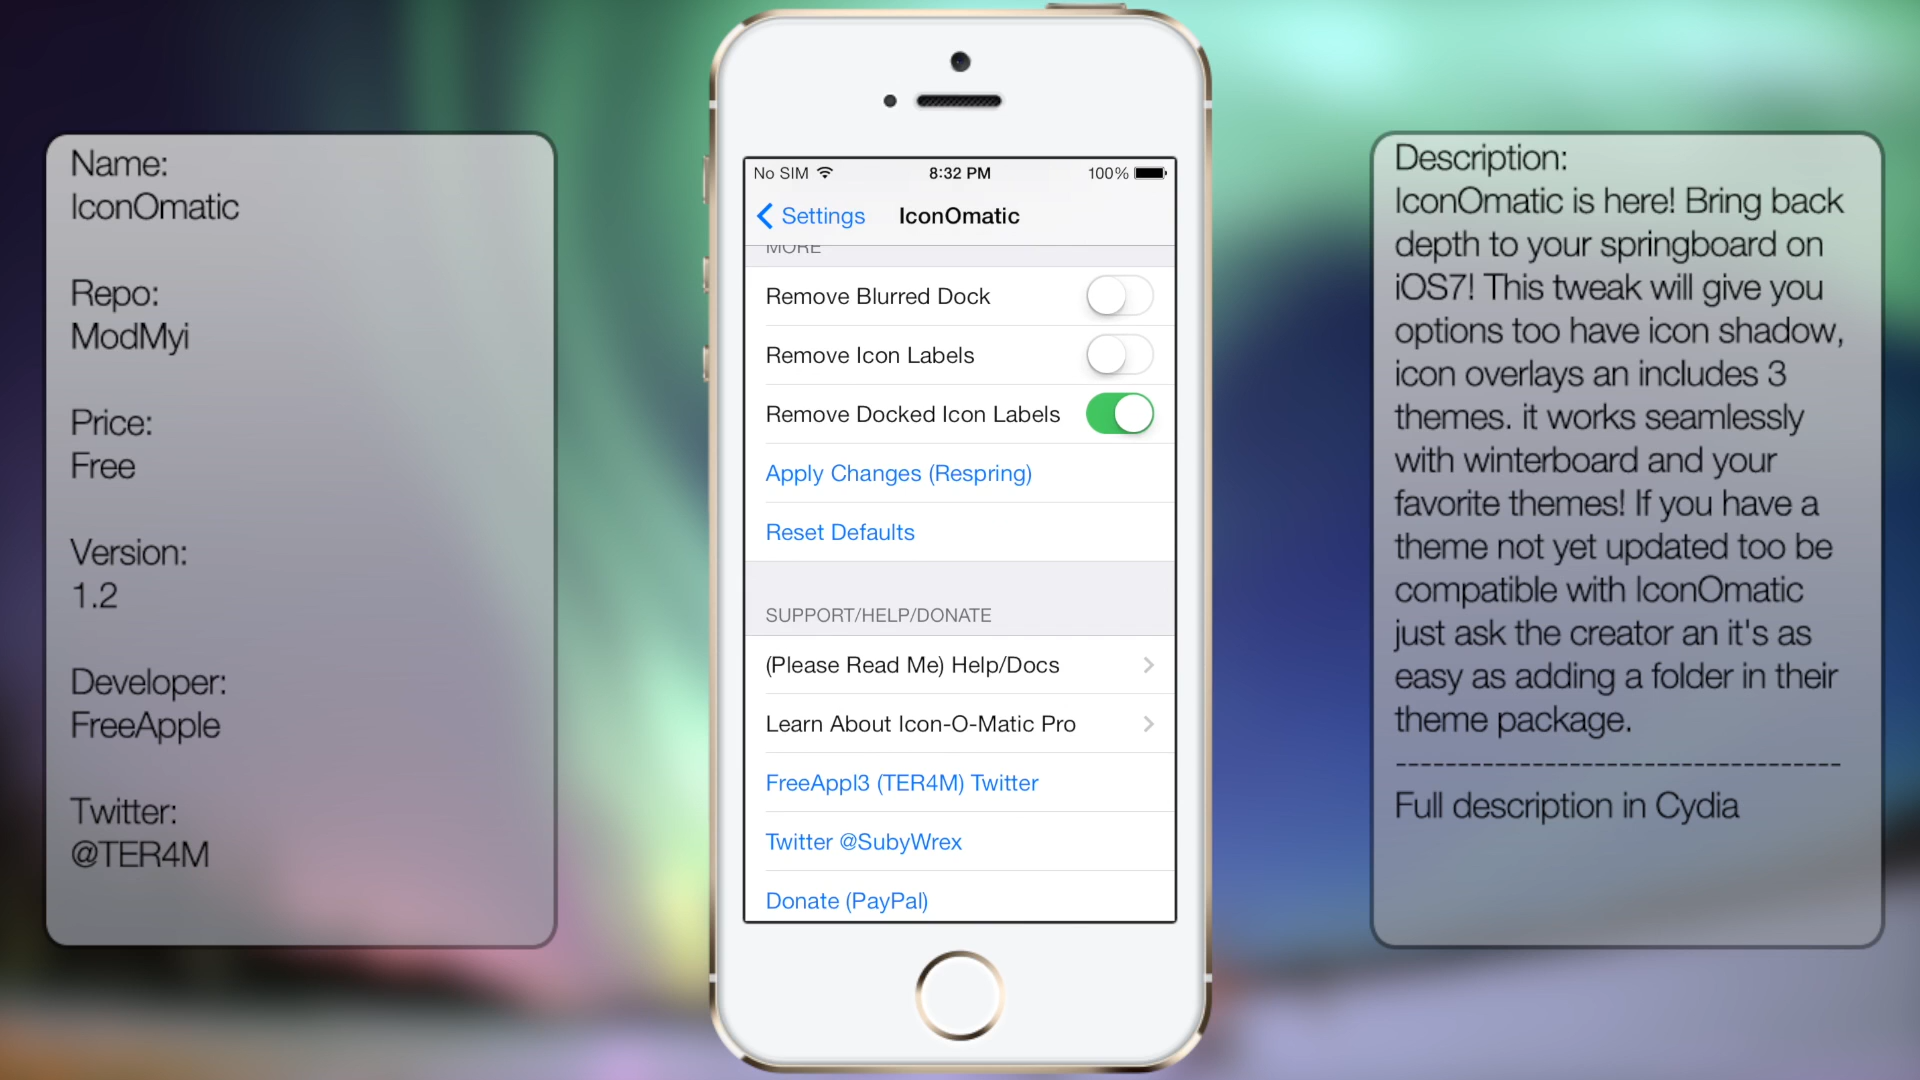 Name:
IconOmatic
Repo:
ModMyi
Price:
Free
Version:
1.2
Developer:
FreeApple
Twitter:
@TER4M
No SIM
8:32 PM
100%
Settings
IconOmatic
MORE
Remove Blurred Dock
Remove Icon Labels
Remove Docked Icon Labels
Apply Changes (Respring)
Reset Defaults
SUPPORT/HELP/DONATE
(Please Read Me) Help/Docs
Learn About Icon-O-Matic Pro
FreeAppl3 (TER4M) Twitter
Twitter @SubyWrex
Donate (PayPal)
Description:
IconOmatic is here! Bring back
depth to your springboard on
iOS7! This tweak will give you
options too have icon shadow,
icon overlays an includes 3
themes. it works seamlessly
with winterboard and your
favorite themes! If you have a
theme not yet updated too be
compatible with IconOmatic
just ask the creator an it's as
easy as adding a folder in their
theme package.
------------------------------------
Full description in Cydia